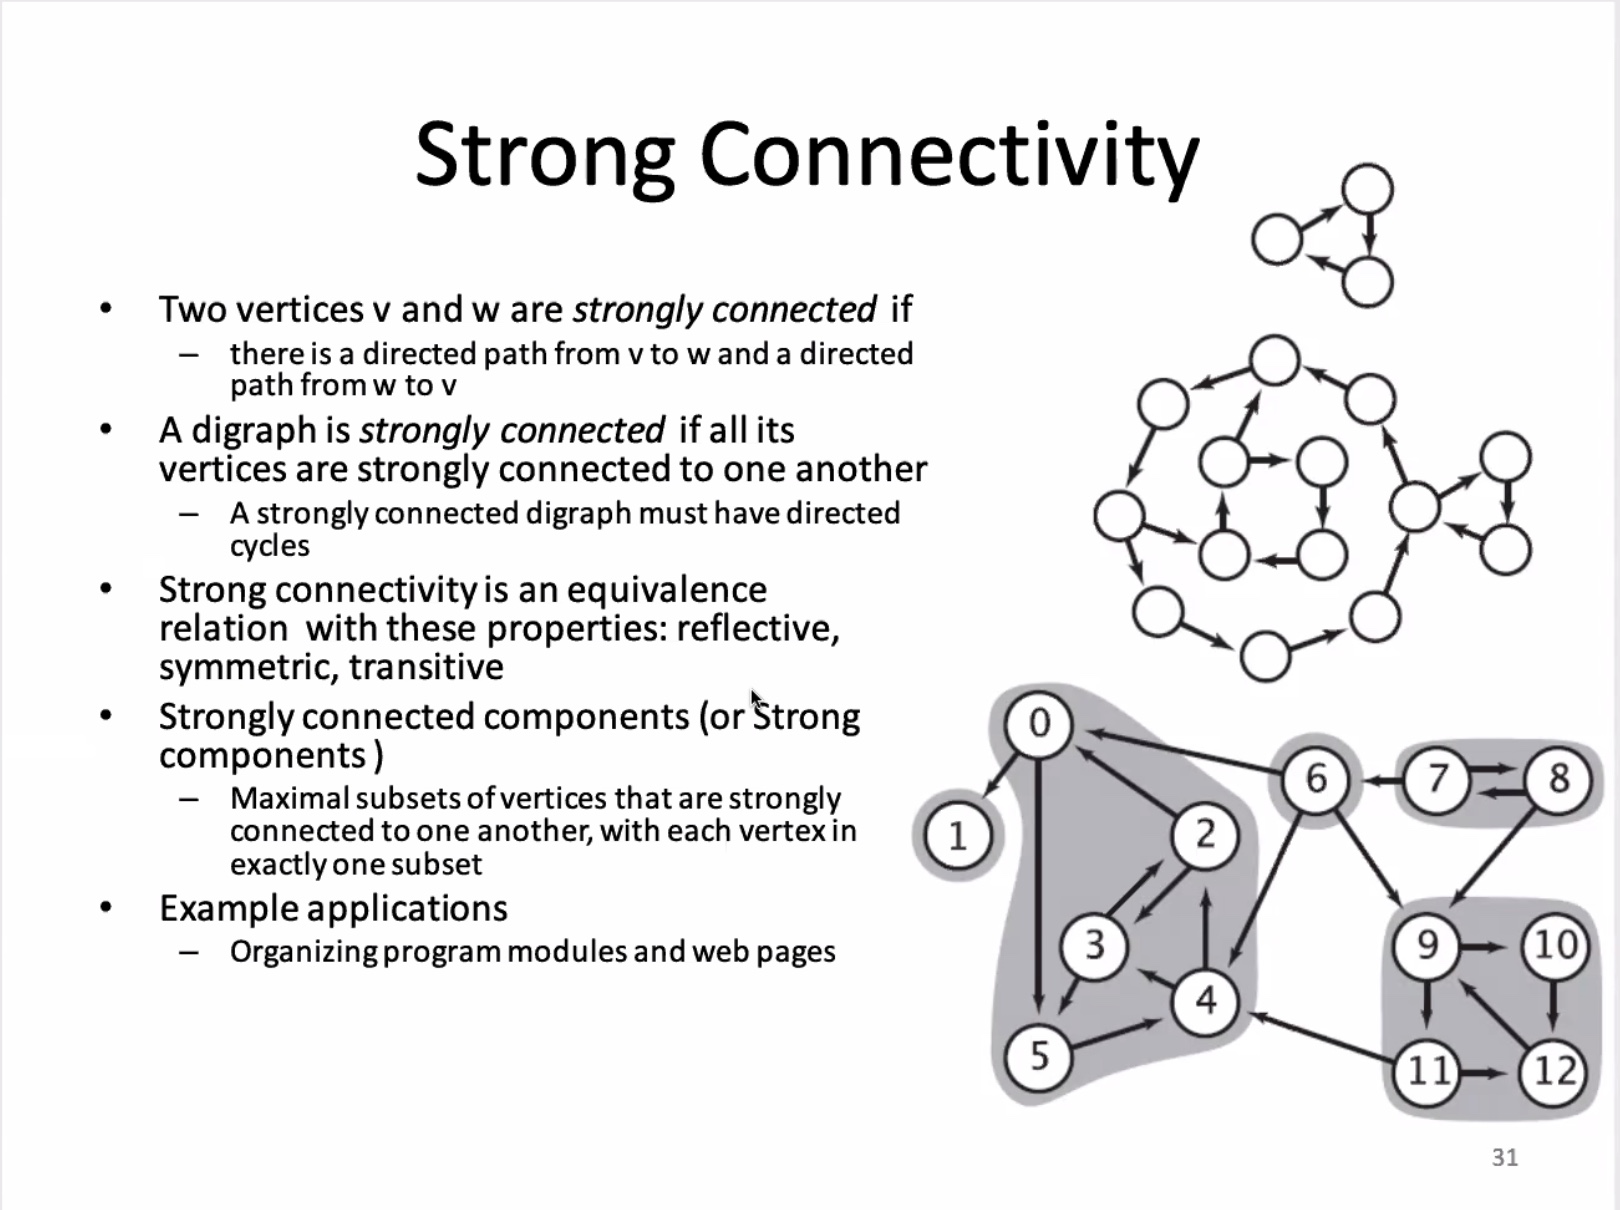 Strong Connectivity
• Two vertices v and w are strongly connected if
– there is a directed path from v to w and a directed
path from w to v
• A digraph is strongly connected if all its
vertices are strongly connected to one another
– A strongly connected digraph must have directed
cycles
• Strong connectivity is an equivalence
relation with these properties: reflective,
symmetric, transitive
• Strongly connected components (or Strong
components )
– Maximal subsets of vertices that are strongly
connected to one another, with each vertex in
exactly one subset
• Example applications
– Organizing program modules and web pages
0
6
7
8
1
2
3
9
10
4
5
11
12
31